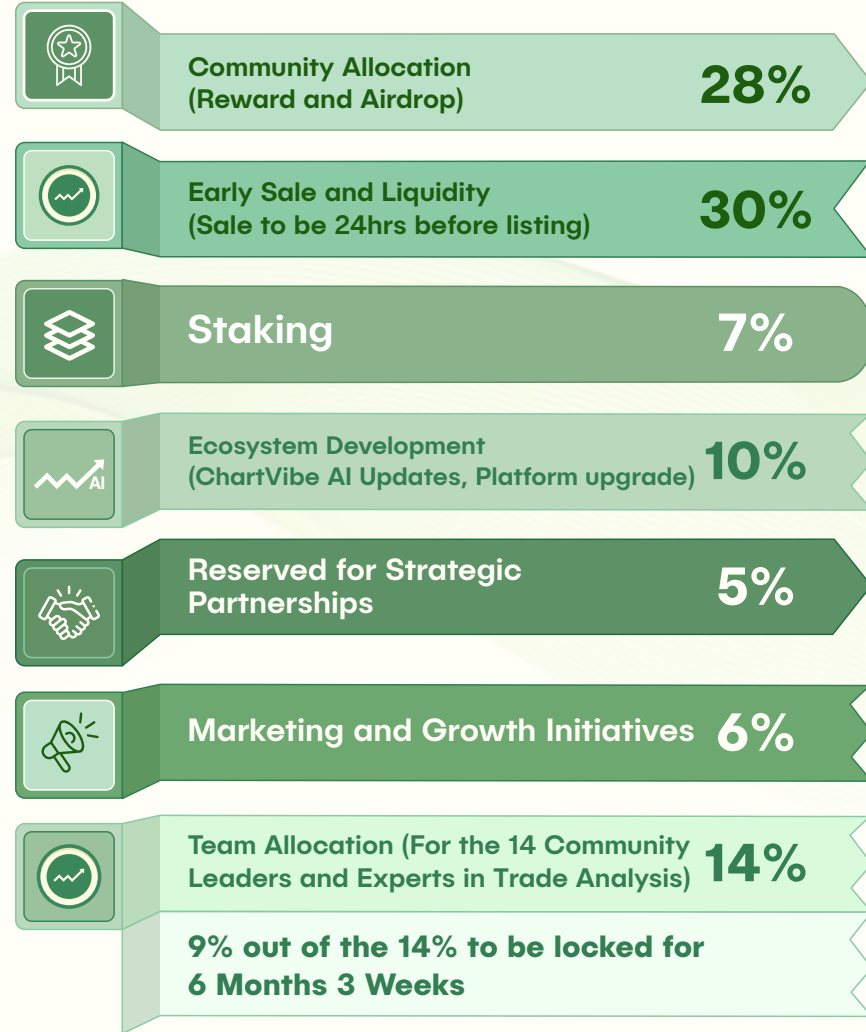 Community Allocation
(Reward and Airdrop)
28%
Early Sale and Liquidity
(Sale to be 24hrs before listing)
30%
Staking
7%
Ecosystem Development
(ChartVibe AI Updates, Platform upgrade)
10%
AI
Reserved for Strategic
Partnerships
5%
Marketing and Growth Initiatives
6%
Team Allocation (For the 14 Community
Leaders and Experts in Trade Analysis)
14%
9% out of the 14% to be locked for
6 Months 3 Weeks